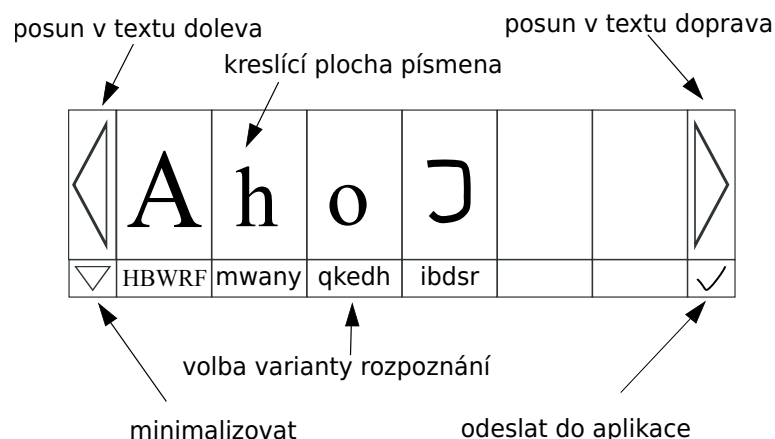 posun v textu doleva
posun v textu doprava
kreslící plocha písmena
A h o
HBWRF mwany qkedh ibdsr
volba varianty rozpoznání
minimalizovat
odeslat do aplikace